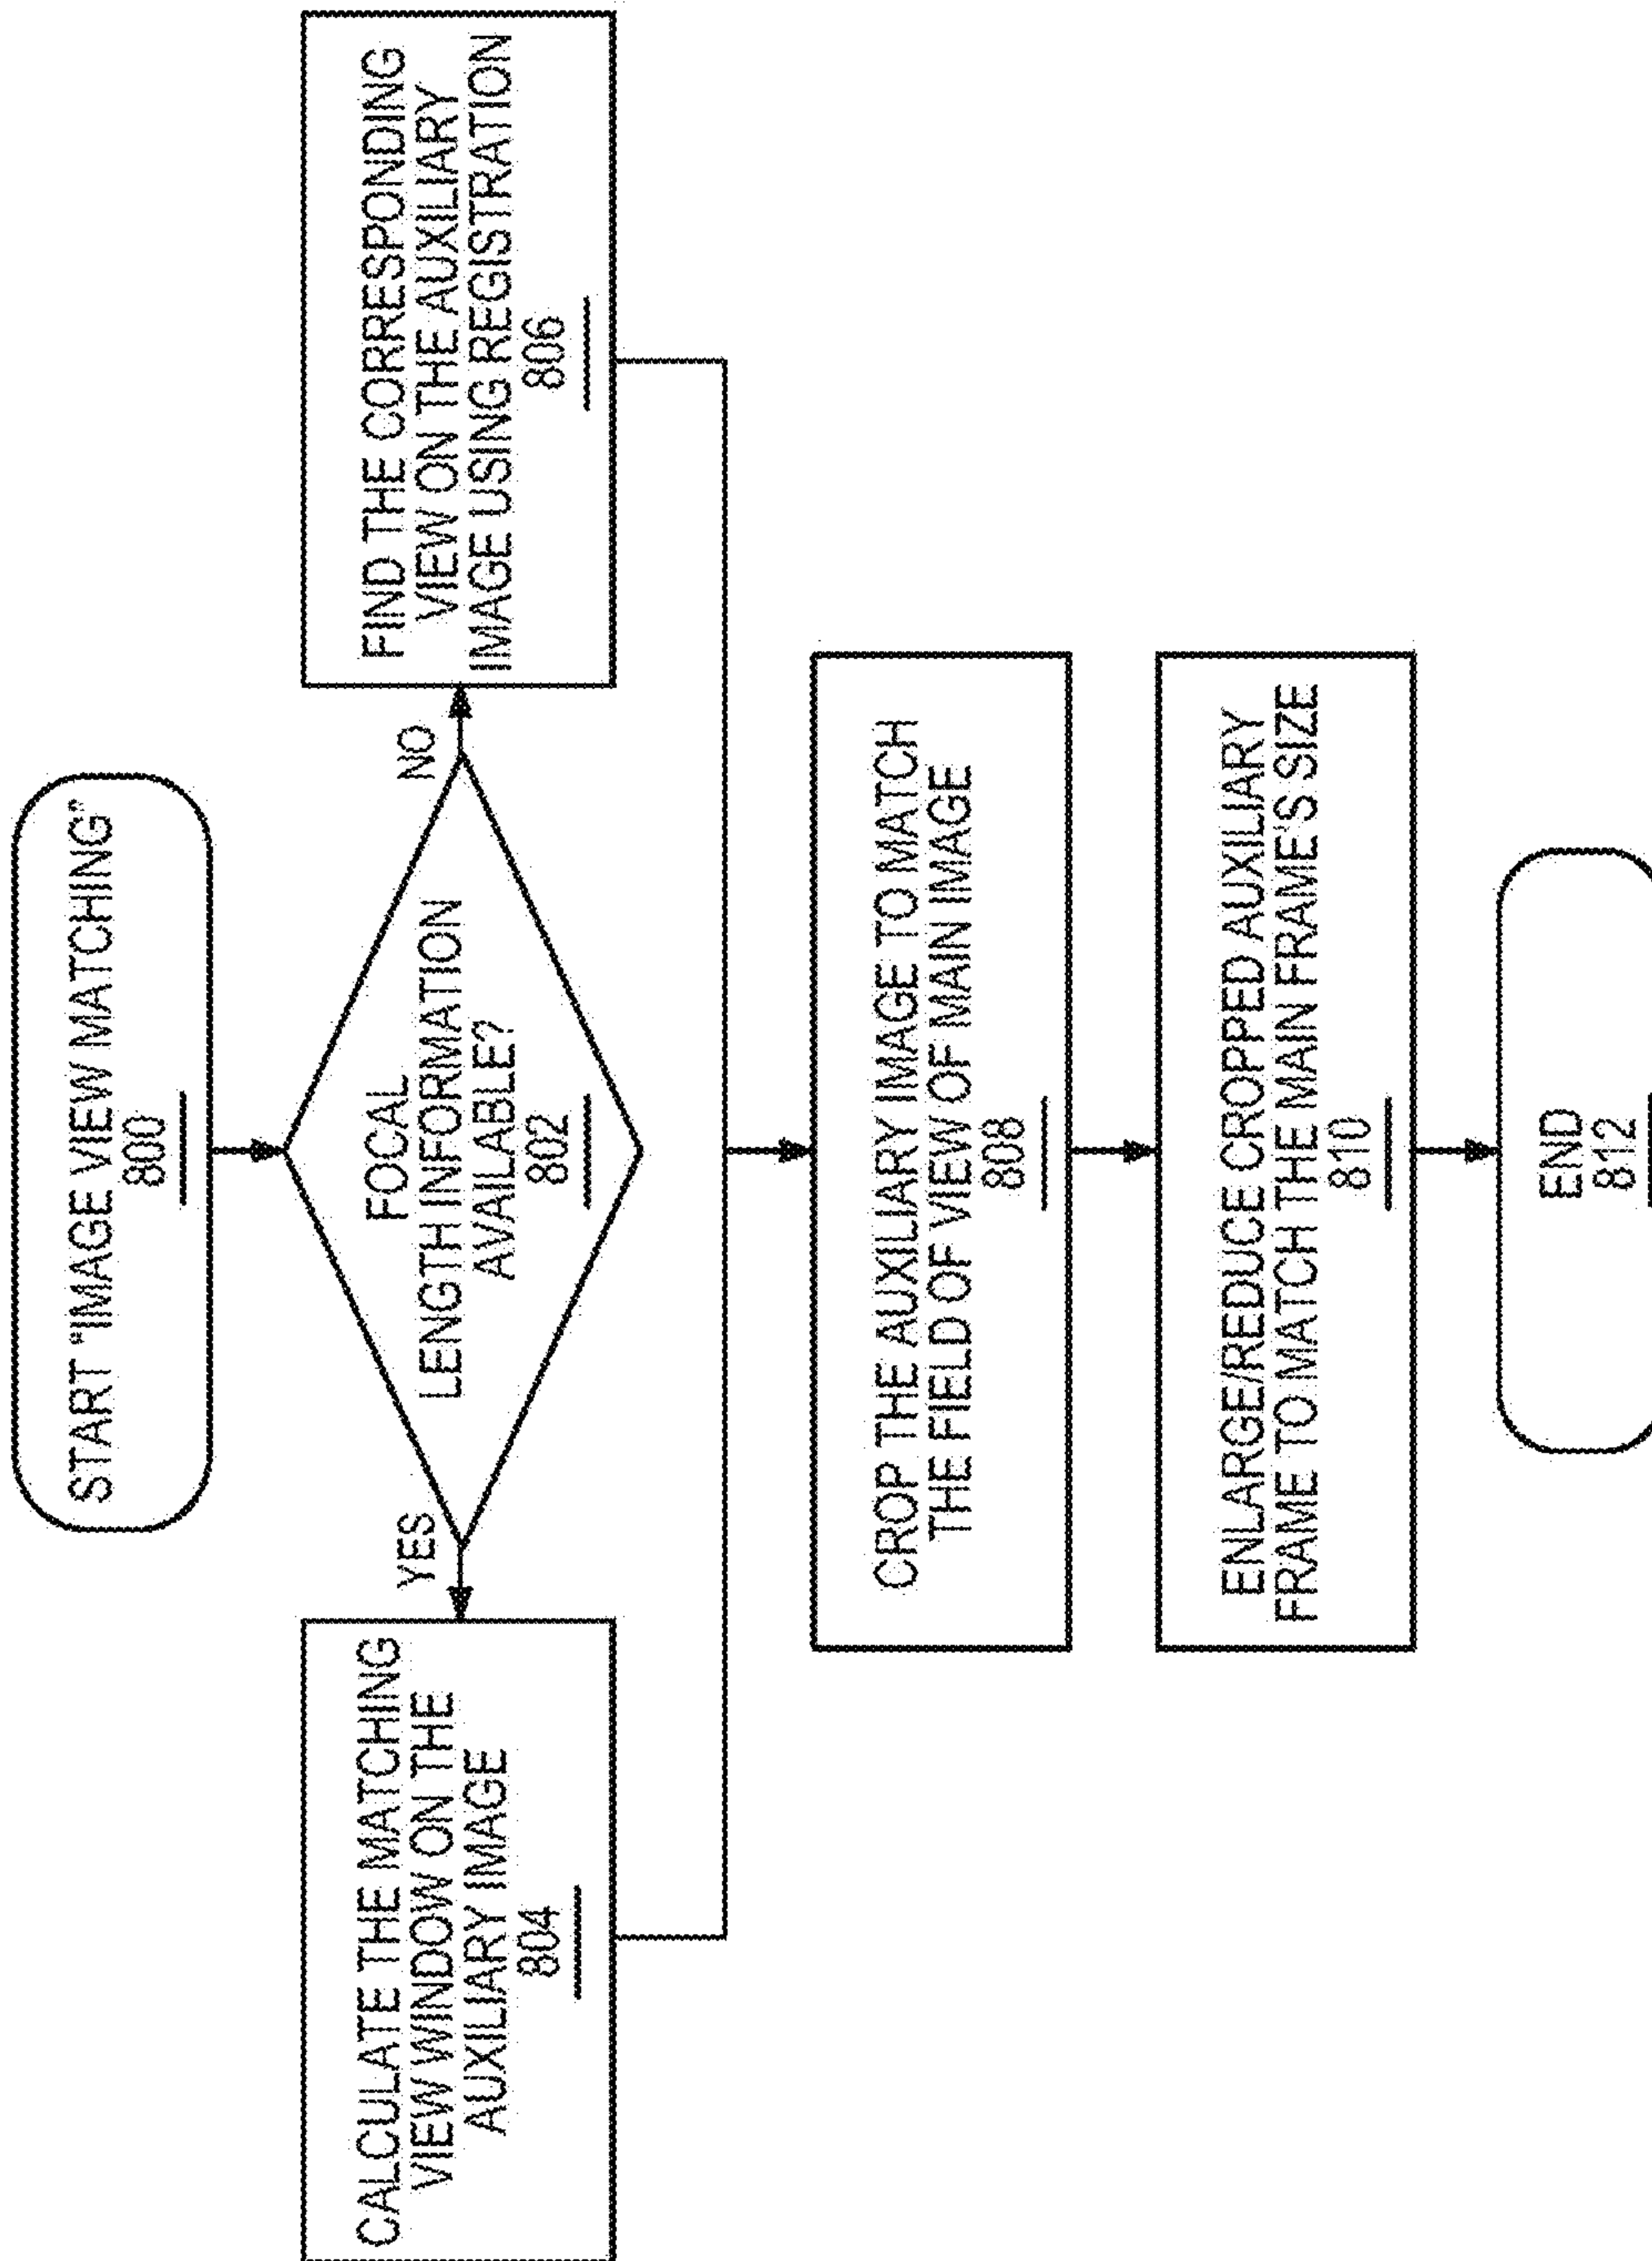 START "IMAGE VIEW MATCHING"
800
FOCAL
LENGTH INFORMATION
AVAILABLE?
802
YES
NO
CALCULATE THE MATCHING
VIEW WINDOW ON THE
AUXILIARY IMAGE
804
FIND THE CORRESPONDING
VIEW ON THE AUXILIARY
IMAGE USING REGISTRATION
806
CROP THE AUXILIARY IMAGE TO MATCH
THE FIELD OF VIEW OF MAIN IMAGE
808
ENLARGE/REDUCE CROPPED AUXILIARY
FRAME TO MATCH THE MAIN FRAME'S SIZE
810
END
812